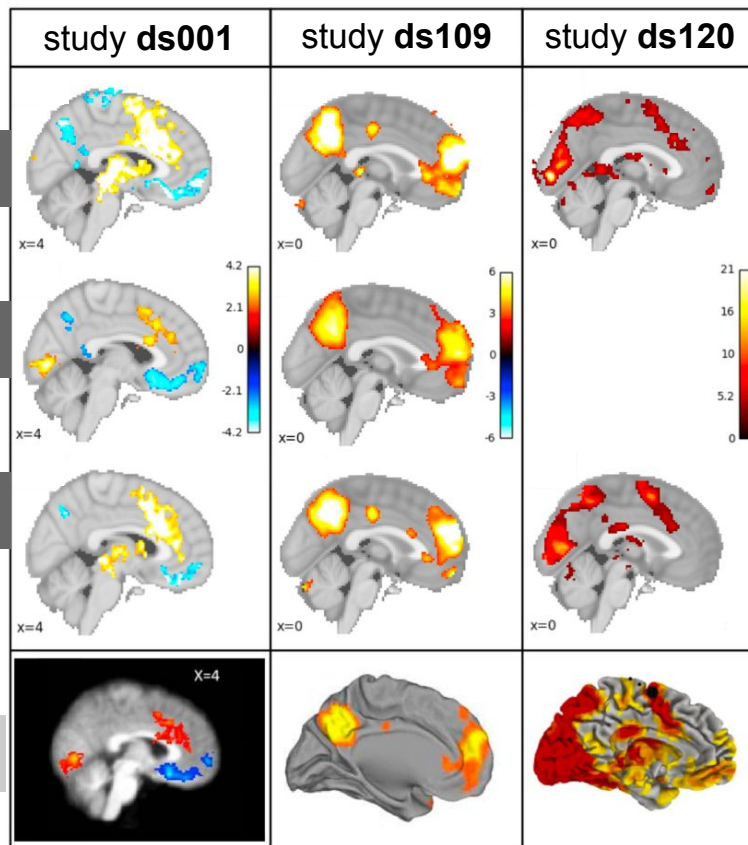 study ds001 study ds109 study ds120
x=4 x=0 x=0
4.2 6 21
2.1 3 16
0 0 10
-2.1 -3 5.2
-4.2 -6 0
x=4 x=0
x=4 x=0 x=0
X=4